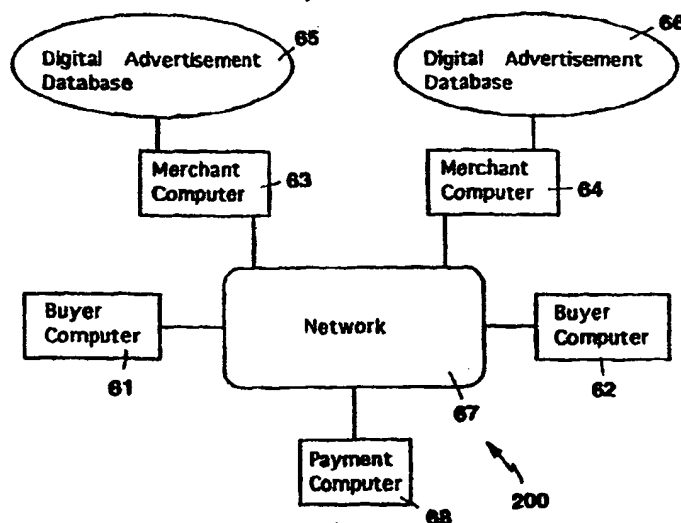 65
Digital Advertisement
Database
66
Digital Advertisement
Database
Merchant
Computer
63
Merchant
Computer
64
Buyer
Computer
61
Network
67
Buyer
Computer
62
Payment
Computer
68
200